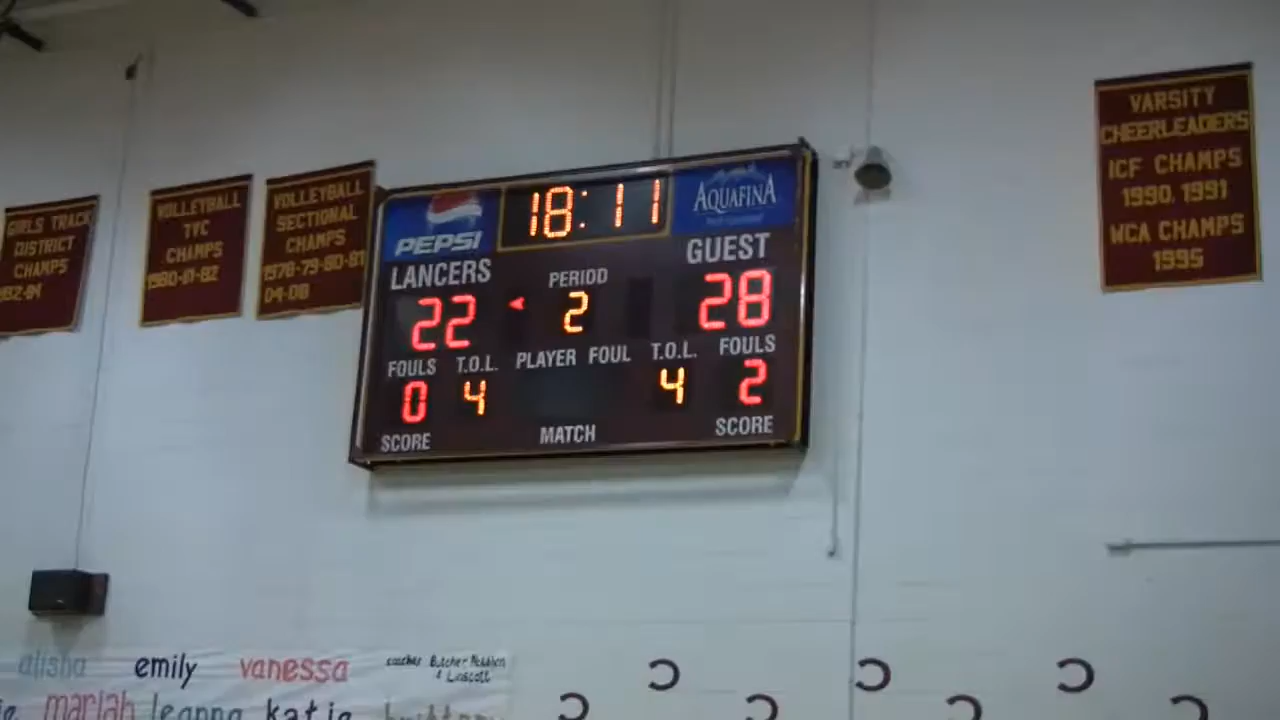 GIRLS TRACK
DISTRICT
CHAMPS
VOLLEYBALL
TVC
CHAMPS
1980-81-82
VOLLEYBALL
SECTIONAL
CHAMPS
1978-79-80-81
04-08
PEPSI
18:11
AQUAFINA
LANCERS
PERIOD
GUEST
22
2
28
FOULS
T.O.L.
PLAYER FOUL
T.O.L.
FOULS
0
4
4
2
SCORE
MATCH
SCORE
VARSITY
CHEERLEADERS
ICF CHAMPS
1990, 1991
WCA CHAMPS
1995
alisha emily vanessa
mariah leanna katie